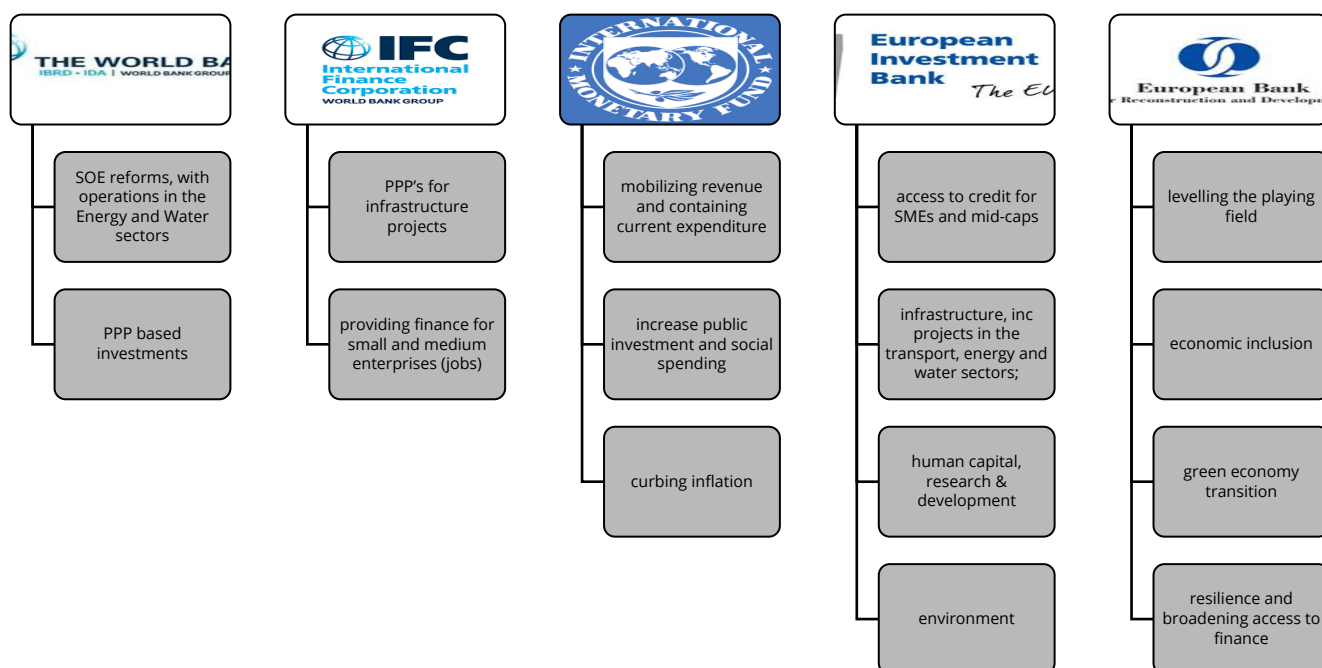 THE WORLD BA
IBRD • IDA | WORLD BANK GROUP
SOE reforms, with
operations in the
Energy and Water
sectors
PPP based
investments
IFC
International
Finance
Corporation
WORLD BANK GROUP
PPP's for
infrastructure
projects
providing finance for
small and medium
enterprises (jobs)
INTERNATIONAL
MONETARY FUND
mobilizing revenue
and containing
current expenditure
increase public
investment and social
spending
curbing inflation
European
Investment
Bank
The EU
access to credit for
SMEs and mid-caps
infrastructure, inc
projects in the
transport, energy and
water sectors;
human capital,
research &
development
environment
European Bank
r Reconstruction and Develop
levelling the playing
field
economic inclusion
green economy
transition
resilience and
broadening access to
finance